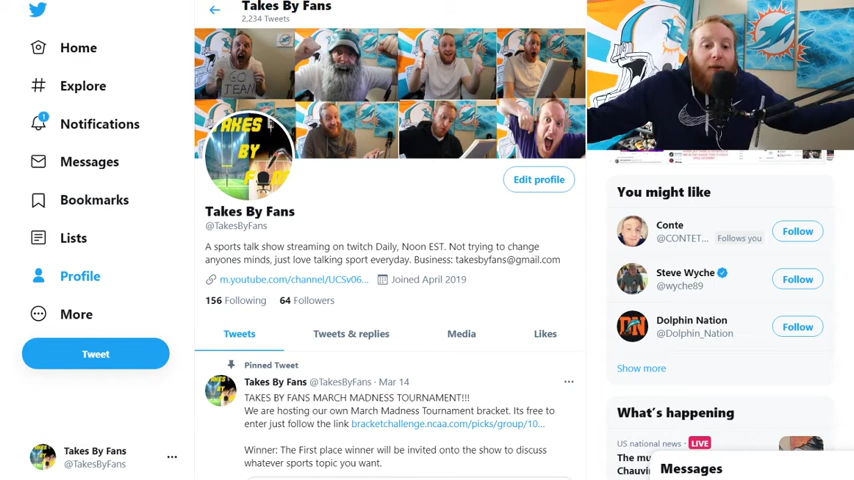 Home
Explore
1
Notifications
Messages
Bookmarks
Lists
Profile
More
Tweet
Takes By Fans
@TakesByFans
Takes By Fans
2,234 Tweets
GO
TEAM
TAKES
BY
Edit profile
Takes By Fans
@TakesByFans
A sports talk show streaming on twitch Daily, Noon EST. Not trying to change
anyones minds, just love talking sport everyday. Business: takesbyfans@gmail.com
m.youtube.com/channel/UCSv06...
Joined April 2019
156 Following
64 Followers
Tweets
Tweets & replies
Media
Likes
Pinned Tweet
Takes By Fans @TakesByFans · Mar 14
TAKES BY FANS MARCH MADNESS TOURNAMENT!!!
We are hosting our own March Madness Tournament bracket. Its free to
enter just follow the link bracketchallenge.ncaa.com/picks/group/10...
Winner: The First place winner will be invited onto the show to discuss
whatever sports topic you want.
You might like
Conte
@CONTET... Follows you
Follow
Steve Wyche
@wyche89
Follow
Dolphin Nation
@Dolphin_Nation
Follow
Show more
What's happening
US national news · LIVE
The mu
Chauvi
Messages